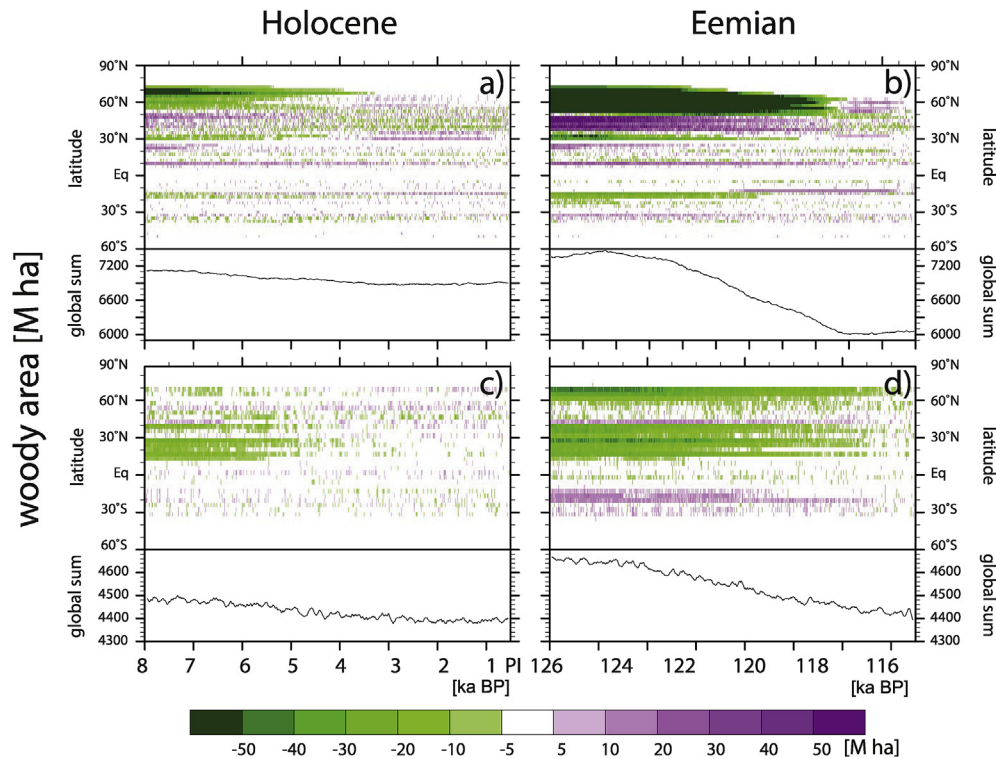 Holocene Eemian
90°N a) b) 90°N
60°N 60°N
30°N 30°N
latitude latitude
Eq Eq
30°S 30°S
60°S 60°S
7200 7200
global sum 6600 6600 global sum
6000 6000
woody area [M ha]
90°N c) d) 90°N
60°N 60°N
30°N 30°N
latitude latitude
Eq Eq
30°S 30°S
60°S 60°S
4600 4600
global sum 4500 4500 global sum
4400 4400
4300 4300
8 7 6 5 4 3 2 1 PI 126 124 122 120 118 116
[ka BP] [ka BP]
-50 -40 -30 -20 -10 -5 5 10 20 30 40 50 [M ha]